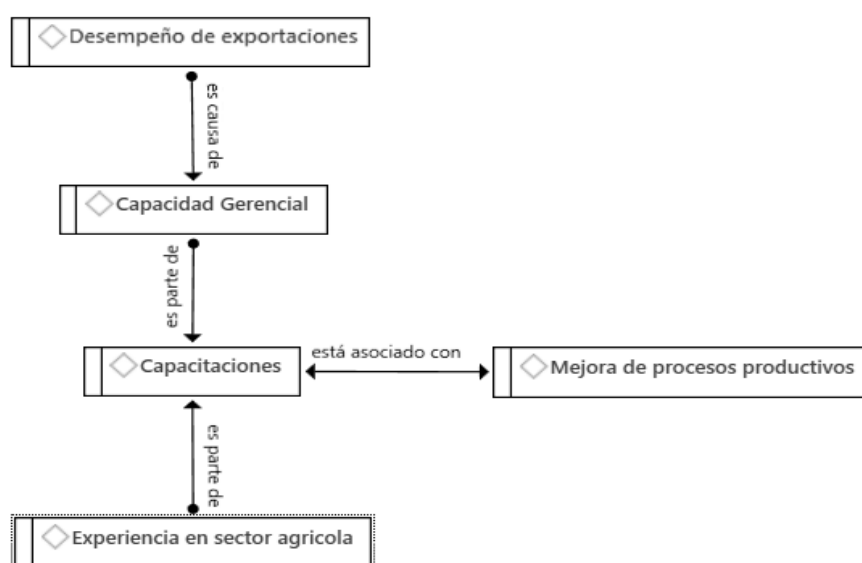 Desempeño de exportaciones
es causa de
Capacidad Gerencial
es parte de
Capacitaciones
está asociado con
Mejora de procesos productivos
es parte de
Experiencia en sector agricola